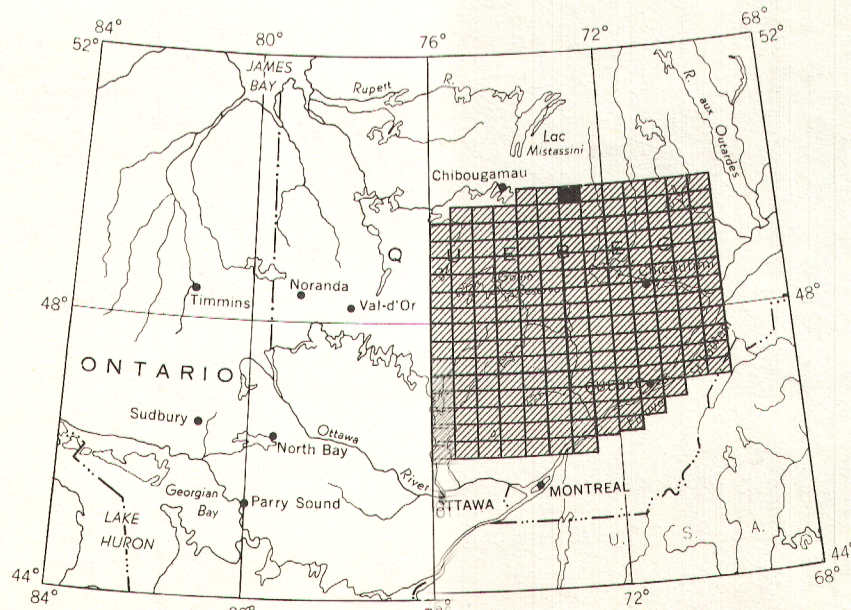 84° 80° 76° 72° 68°
52° 52°
JAMES
BAY
Rupert R.
R. aux Outardes
Lac
Mistassini
Chibougamau
Q U E B E C
Gouin
Chicoutimi
Noranda
Timmins
Val-d'Or
48° 48°
ONTARIO
QUEBEC
Sudbury
North Bay
Ottawa River
Georgian
Bay
Parry Sound
OTTAWA
MONTREAL
LAKE
HURON
U. S. A.
44° 44°
84° 72° 68°